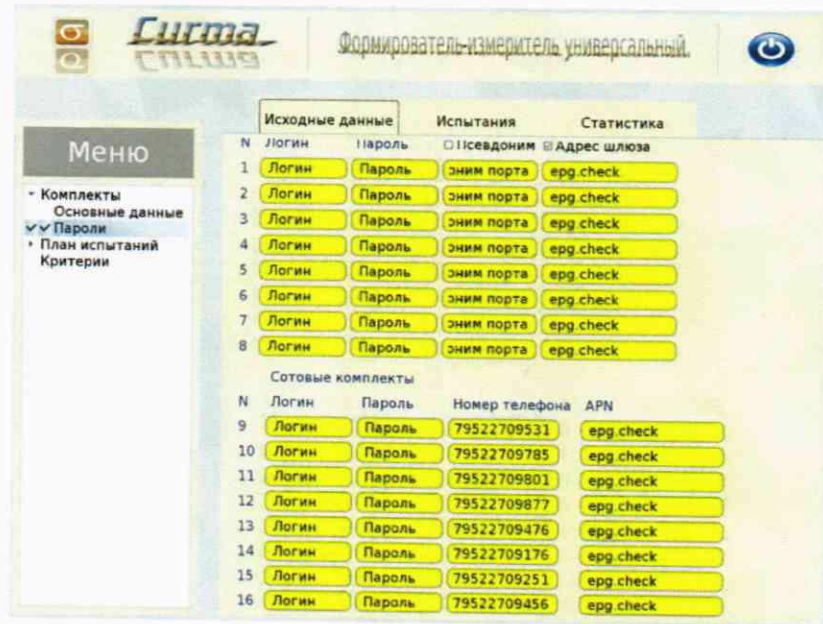 σ Сигма Формирователь-измеритель универсальный.
Исходные данные Испытания Статистика
Меню
Комплекты
Основные данные
Пароли
План испытаний
Критерии
N Логин Пароль Псевдоним Адрес шлюза
1 Логин Пароль эним порта epg.check
2 Логин Пароль эним порта epg.check
3 Логин Пароль эним порта epg.check
4 Логин Пароль эним порта epg.check
5 Логин Пароль эним порта epg.check
6 Логин Пароль эним порта epg.check
7 Логин Пароль эним порта epg.check
8 Логин Пароль эним порта epg.check
Сотовые комплекты
N Логин Пароль Номер телефона APN
9 Логин Пароль 79522709531 epg.check
10 Логин Пароль 79522709785 epg.check
11 Логин Пароль 79522709801 epg.check
12 Логин Пароль 79522709877 epg.check
13 Логин Пароль 79522709476 epg.check
14 Логин Пароль 79522709176 epg.check
15 Логин Пароль 79522709251 epg.check
16 Логин Пароль 79522709456 epg.check